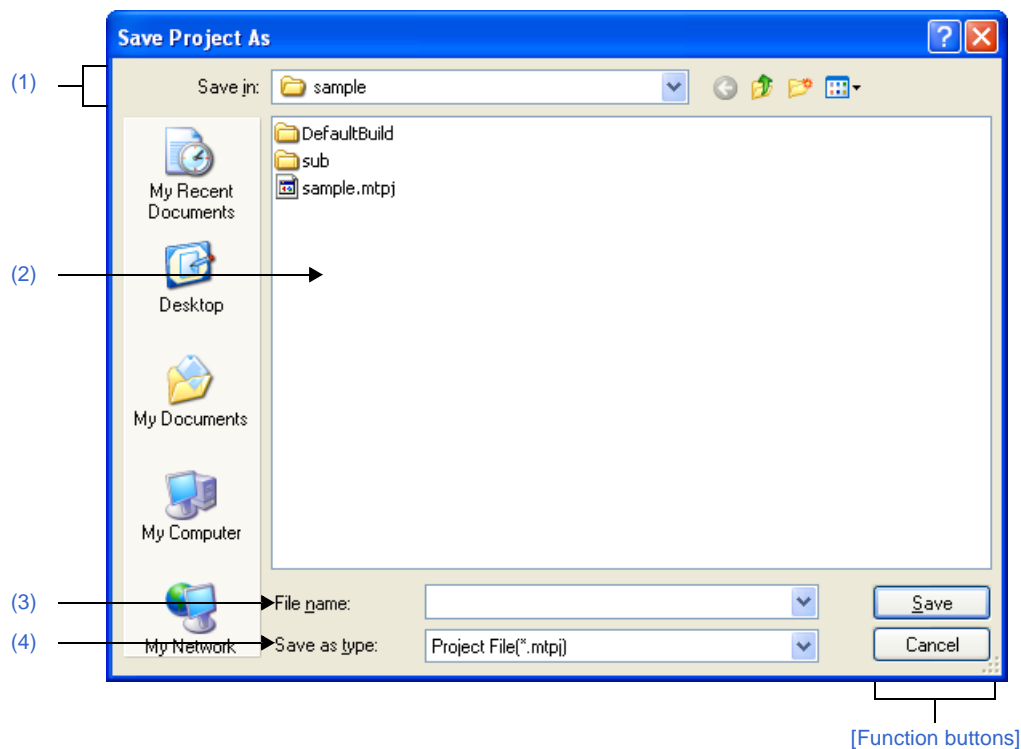 Save Project As
(1)
Save in:
sample
DefaultBuild
sub
sample.mtpj
My Recent
Documents
(2)
Desktop
My Documents
My Computer
(3)
File name:
Save
(4)
My Network
Save as type:
Project File(*.mtpj)
Cancel
[Function buttons]